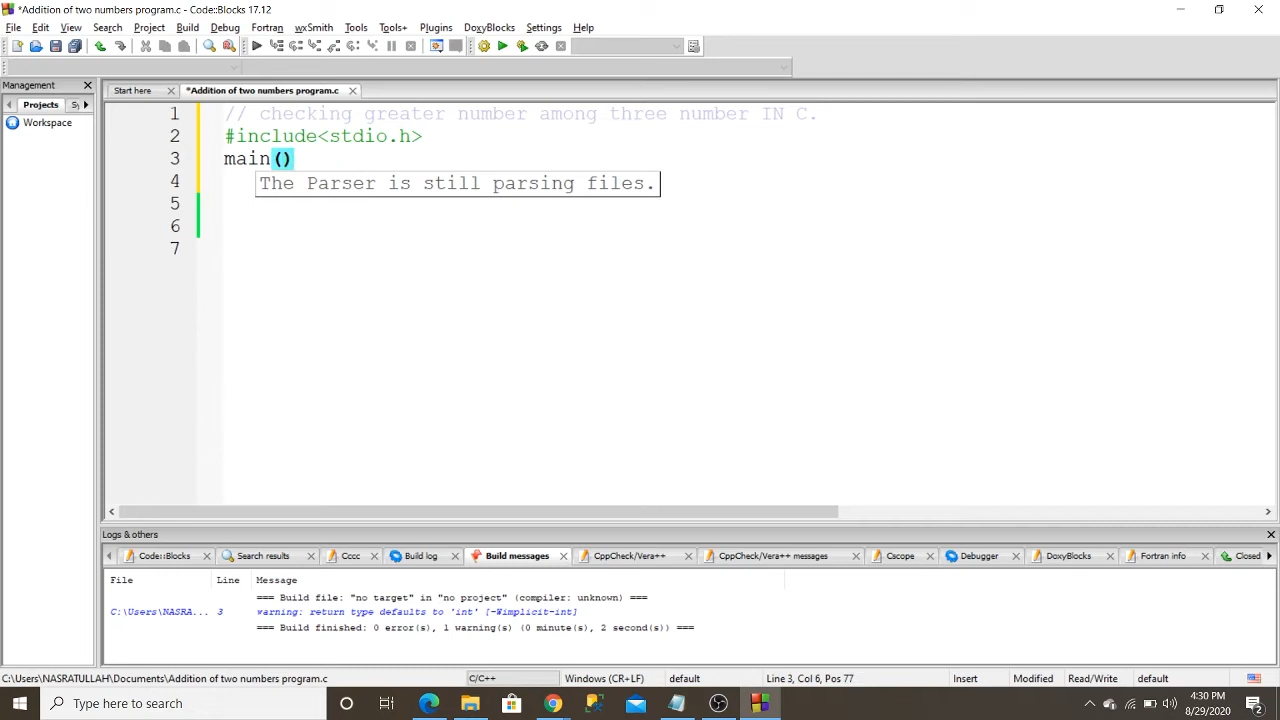 *Addition of two numbers program.c - Code::Blocks 17.12
File Edit View Search Project Build Debug Fortran wxSmith Tools Tools+ Plugins DoxyBlocks Settings Help
Management
Projects
Workspace
Start here
*Addition of two numbers program.c
1 // checking greater number among three number IN C.
2 #include<stdio.h>
3 main()
4
The Parser is still parsing files.
5
6
7
Logs & others
Code::Blocks Search results Cccc Build log Build messages CppCheck/Vera++ CppCheck/Vera++ messages Cscope Debugger DoxyBlocks Fortran info Closed
File Line Message
=== Build file: "no target" in "no project" (compiler: unknown) ===
C:\Users\NASRA... 3 warning: return type defaults to 'int' [-Wimplicit-int]
=== Build finished: 0 error(s), 1 warning(s) (0 minute(s), 2 second(s)) ===
C:\Users\NASRATULLAH\Documents\Addition of two numbers program.c C/C++ Windows (CR+LF) default Line 3, Col 6, Pos 77 Insert Modified Read/Write default
Type here to search
4:30 PM
8/29/2020
2